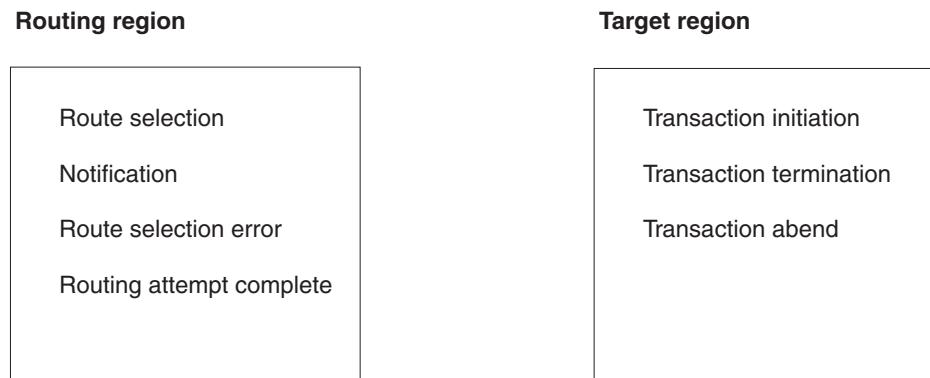 Routing region
Route selection
Notification
Route selection error
Routing attempt complete
Target region
Transaction initiation
Transaction termination
Transaction abend